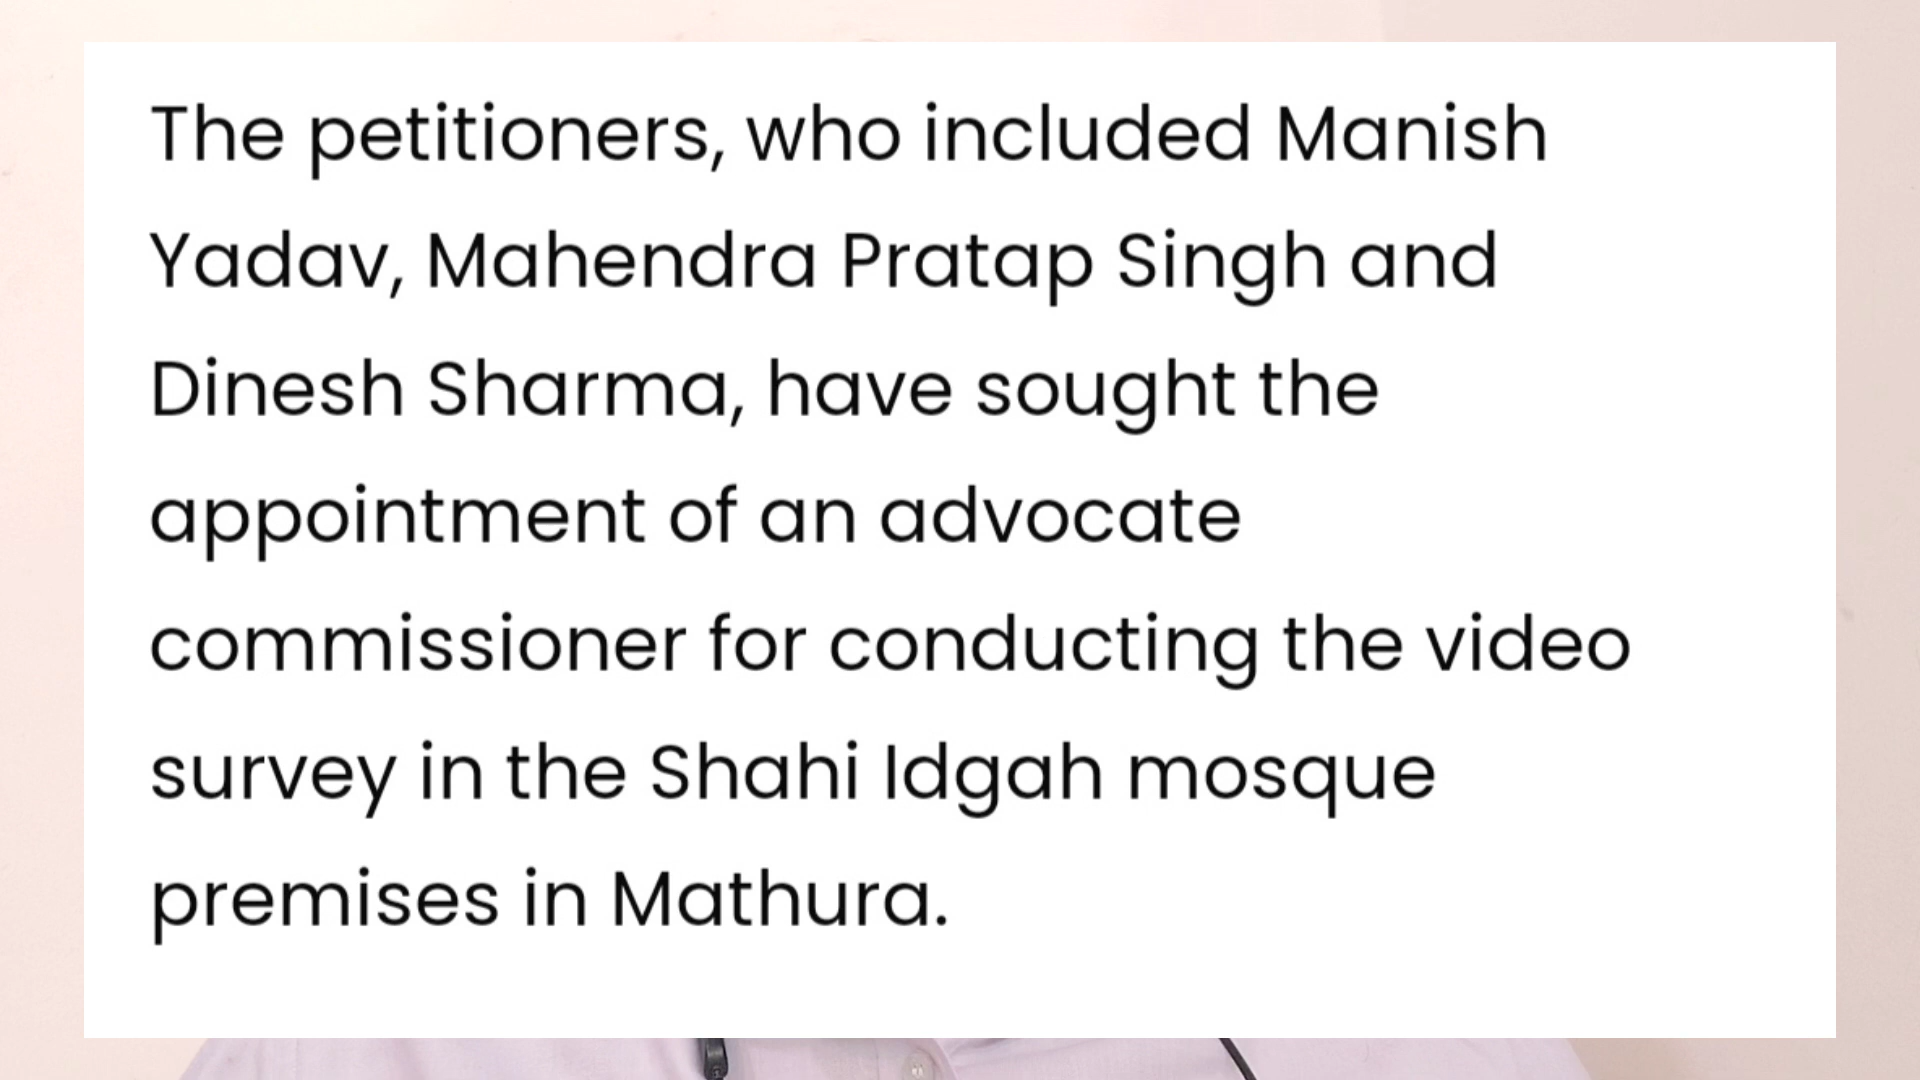 The petitioners, who included Manish
Yadav, Mahendra Pratap Singh and
Dinesh Sharma, have sought the
appointment of an advocate
commissioner for conducting the video
survey in the Shahi Idgah mosque
premises in Mathura.